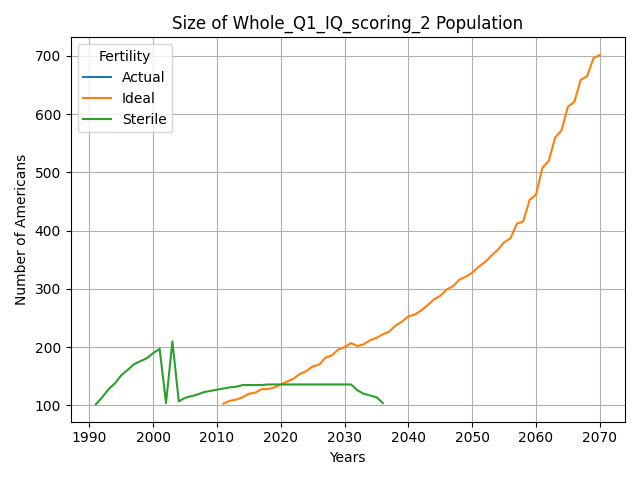 Size of Whole_Q1_IQ_scoring_2 Population
Fertility
Actual
Ideal
Sterile
Number of Americans
700
600
500
400
300
200
100
1990 2000 2010 2020 2030 2040 2050 2060 2070
Years